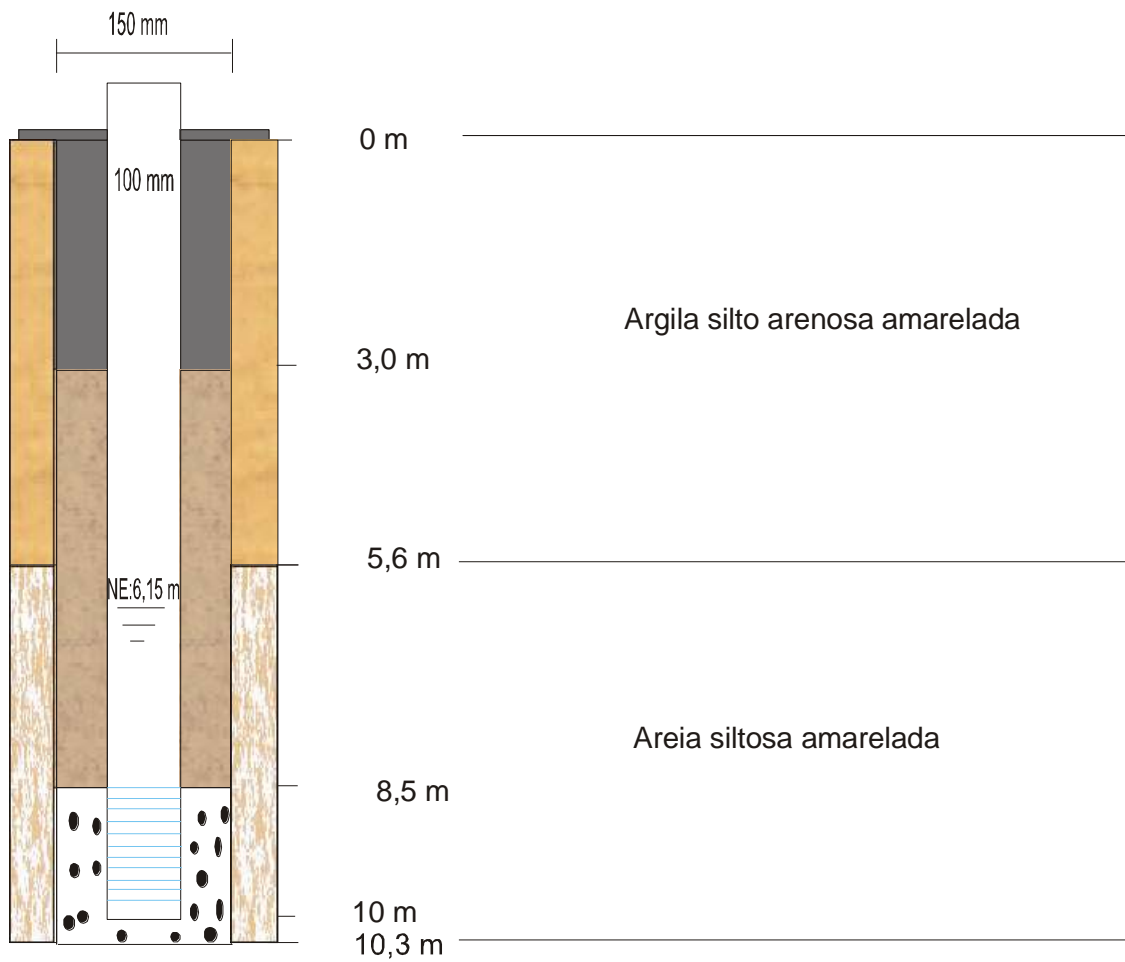 150 mm
0 m
100 mm
Argila silto arenosa amarelada
3,0 m
5,6 m
NE:6,15 m
Areia siltosa amarelada
8,5 m
10 m
10,3 m